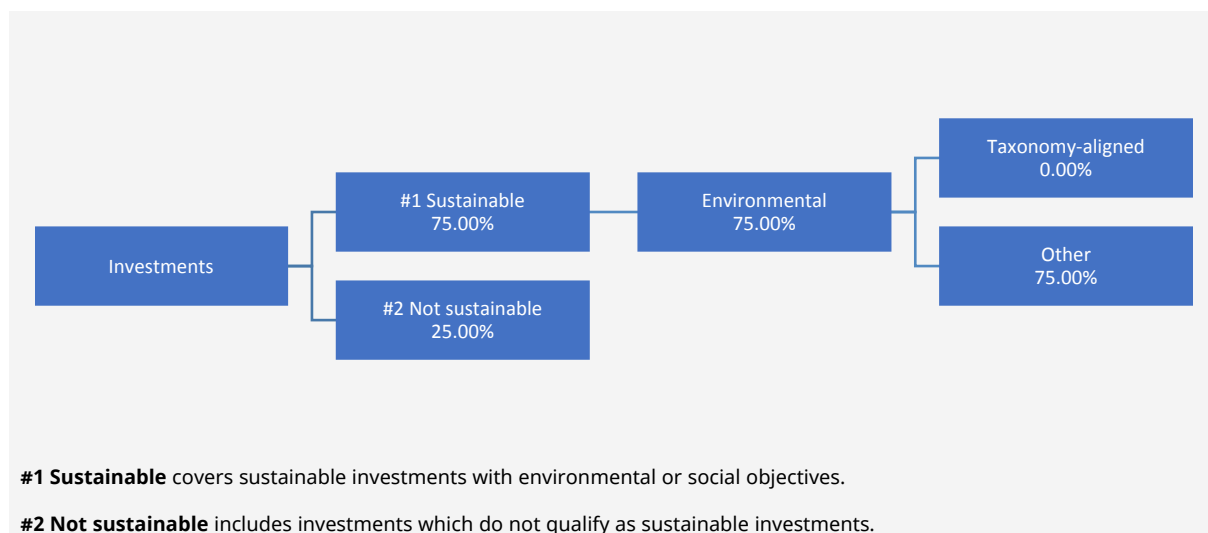 Investments
#1 Sustainable
75.00%
#2 Not sustainable
25.00%
Environmental
75.00%
Taxonomy-aligned
0.00%
Other
75.00%
#1 Sustainable covers sustainable investments with environmental or social objectives.
#2 Not sustainable includes investments which do not qualify as sustainable investments.